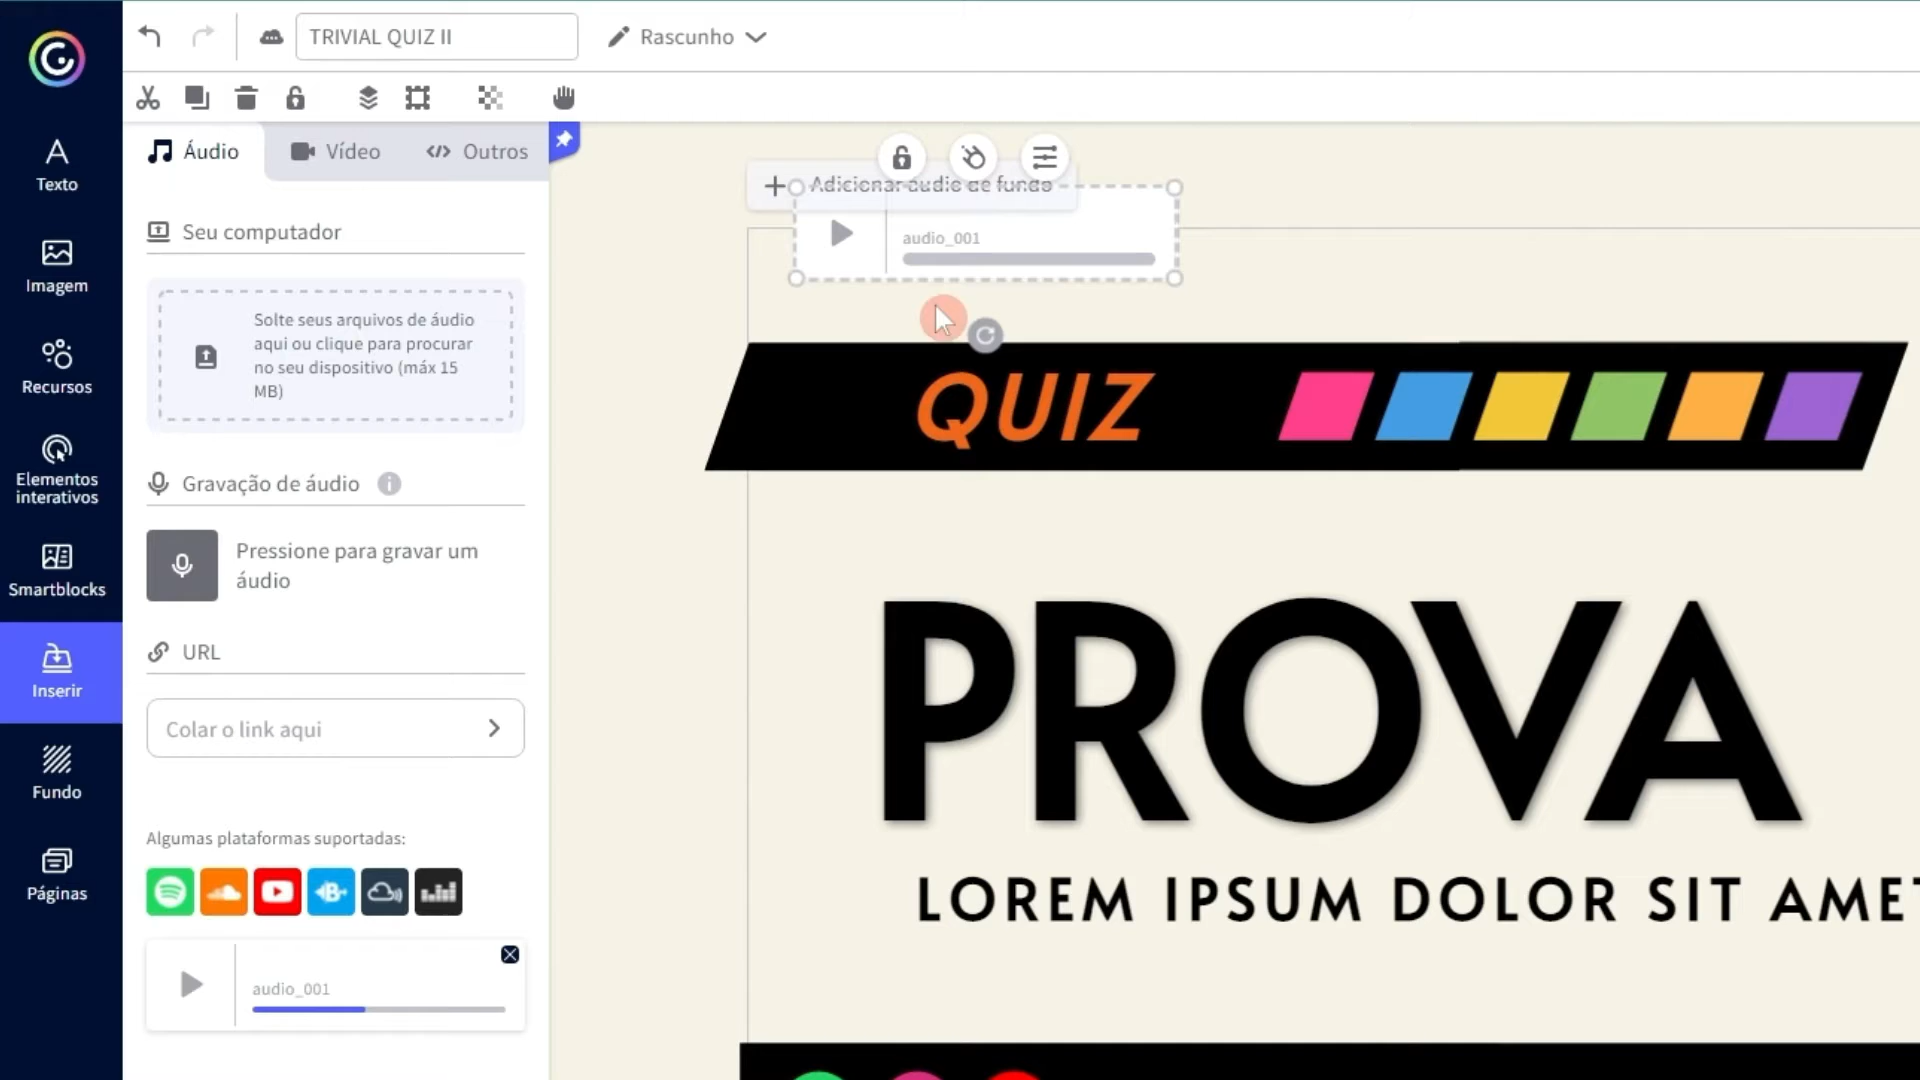 TRIVIAL QUIZ II
Rascunho
Texto
Imagem
Recursos
Elementos
interativos
Smartblocks
Inserir
Fundo
Páginas
Áudio
Vídeo
Outros
Seu computador
Solte seus arquivos de áudio
aqui ou clique para procurar
no seu dispositivo (máx 15
MB)
Gravação de áudio
Pressione para gravar um
áudio
URL
Colar o link aqui
Algumas plataformas suportadas:
audio_001
Adicionar áudio de fundo
audio_001
QUIZ
PROVA
LOREM IPSUM DOLOR SIT AMET